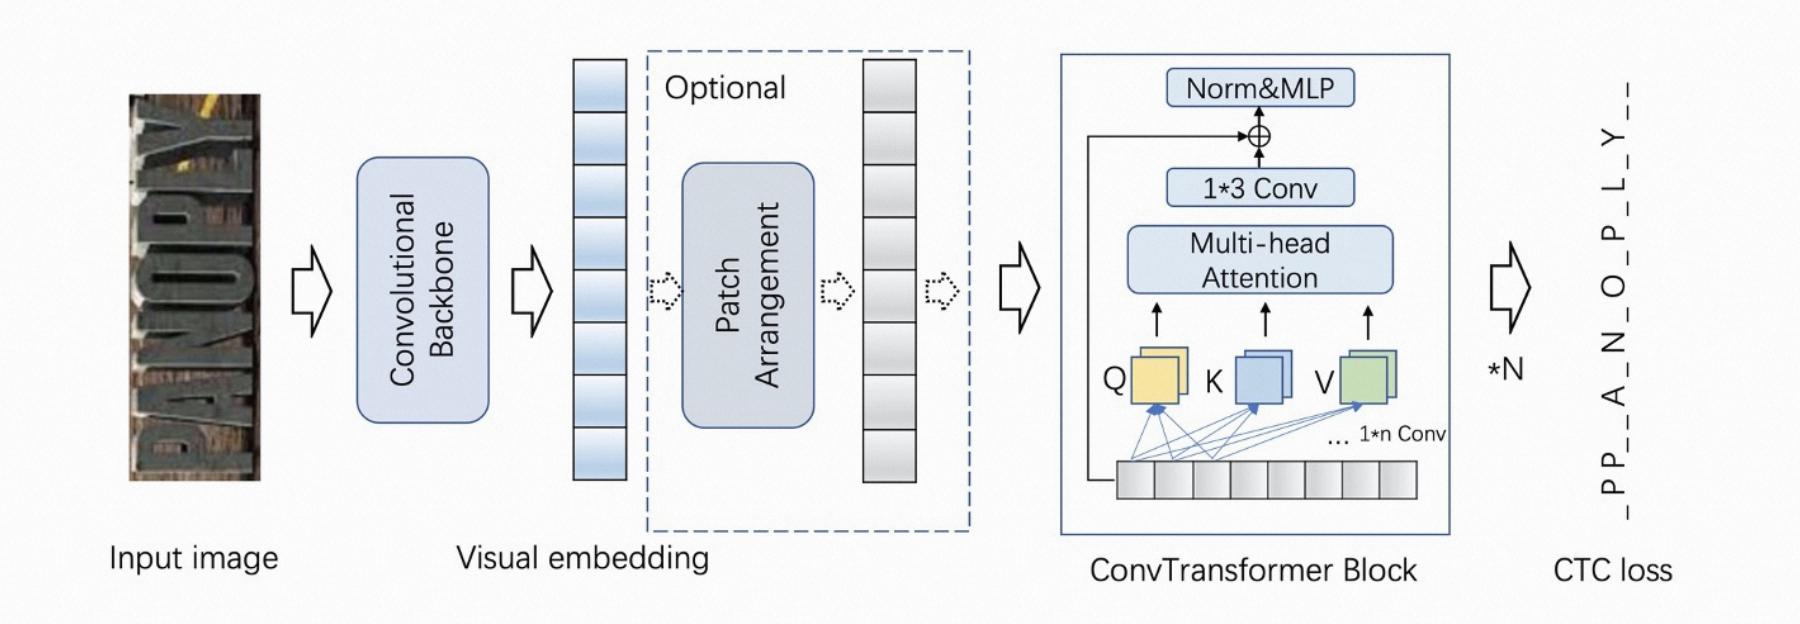 PANOPLY
Input image
Convolutional
Backbone
Visual embedding
Optional
Patch
Arrangement
Norm&MLP
1*3 Conv
Multi-head
Attention
Q K V
... 1*n Conv
ConvTransformer Block
*N
_PP__A_N_O_P_L_Y__
CTC loss